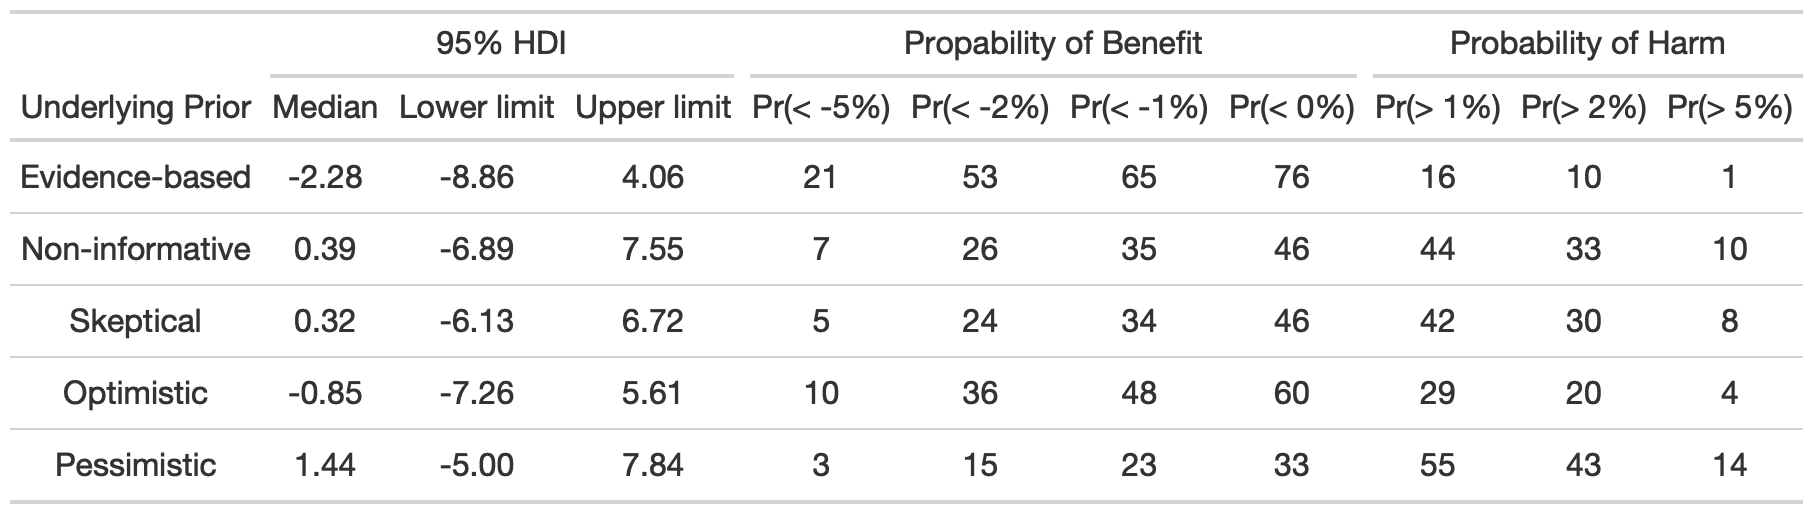 95% HDI Propability of Benefit Probability of Harm
Underlying Prior Median Lower limit Upper limit Pr(< -5%) Pr(< -2%) Pr(< -1%) Pr(< 0%) Pr(> 1%) Pr(> 2%) Pr(> 5%)
Evidence-based -2.28 -8.86 4.06 21 53 65 76 16 10 1
Non-informative 0.39 -6.89 7.55 7 26 35 46 44 33 10
Skeptical 0.32 -6.13 6.72 5 24 34 46 42 30 8
Optimistic -0.85 -7.26 5.61 10 36 48 60 29 20 4
Pessimistic 1.44 -5.00 7.84 3 15 23 33 55 43 14